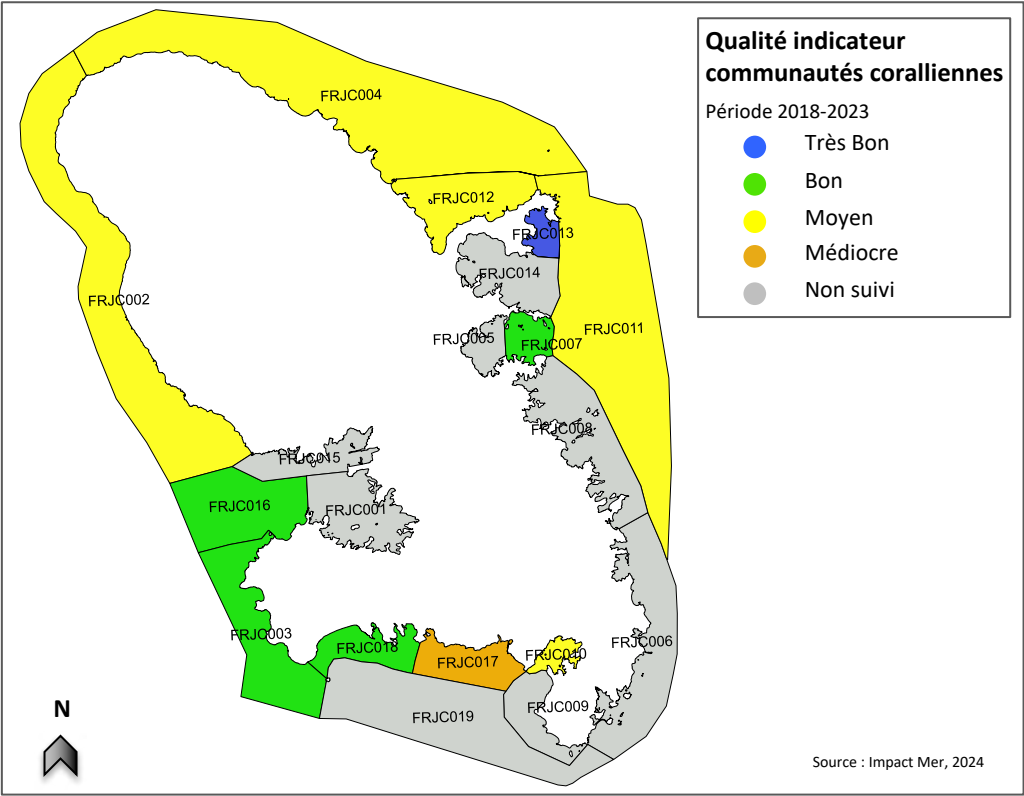 Qualité indicateur
communautés coralliennes
Période 2018-2023
Très Bon
Bon
Moyen
Médiocre
Non suivi
FRJC004
FRJC012
FRJC013
FRJC014
FRJC002
FRJC011
FRJC005
FRJC007
FRJC008
FRJC015
FRJC016
FRJC001
FRJC003
FRJC018
FRJC017
FRJC010
FRJC006
FRJC009
FRJC019
N
Source : Impact Mer, 2024